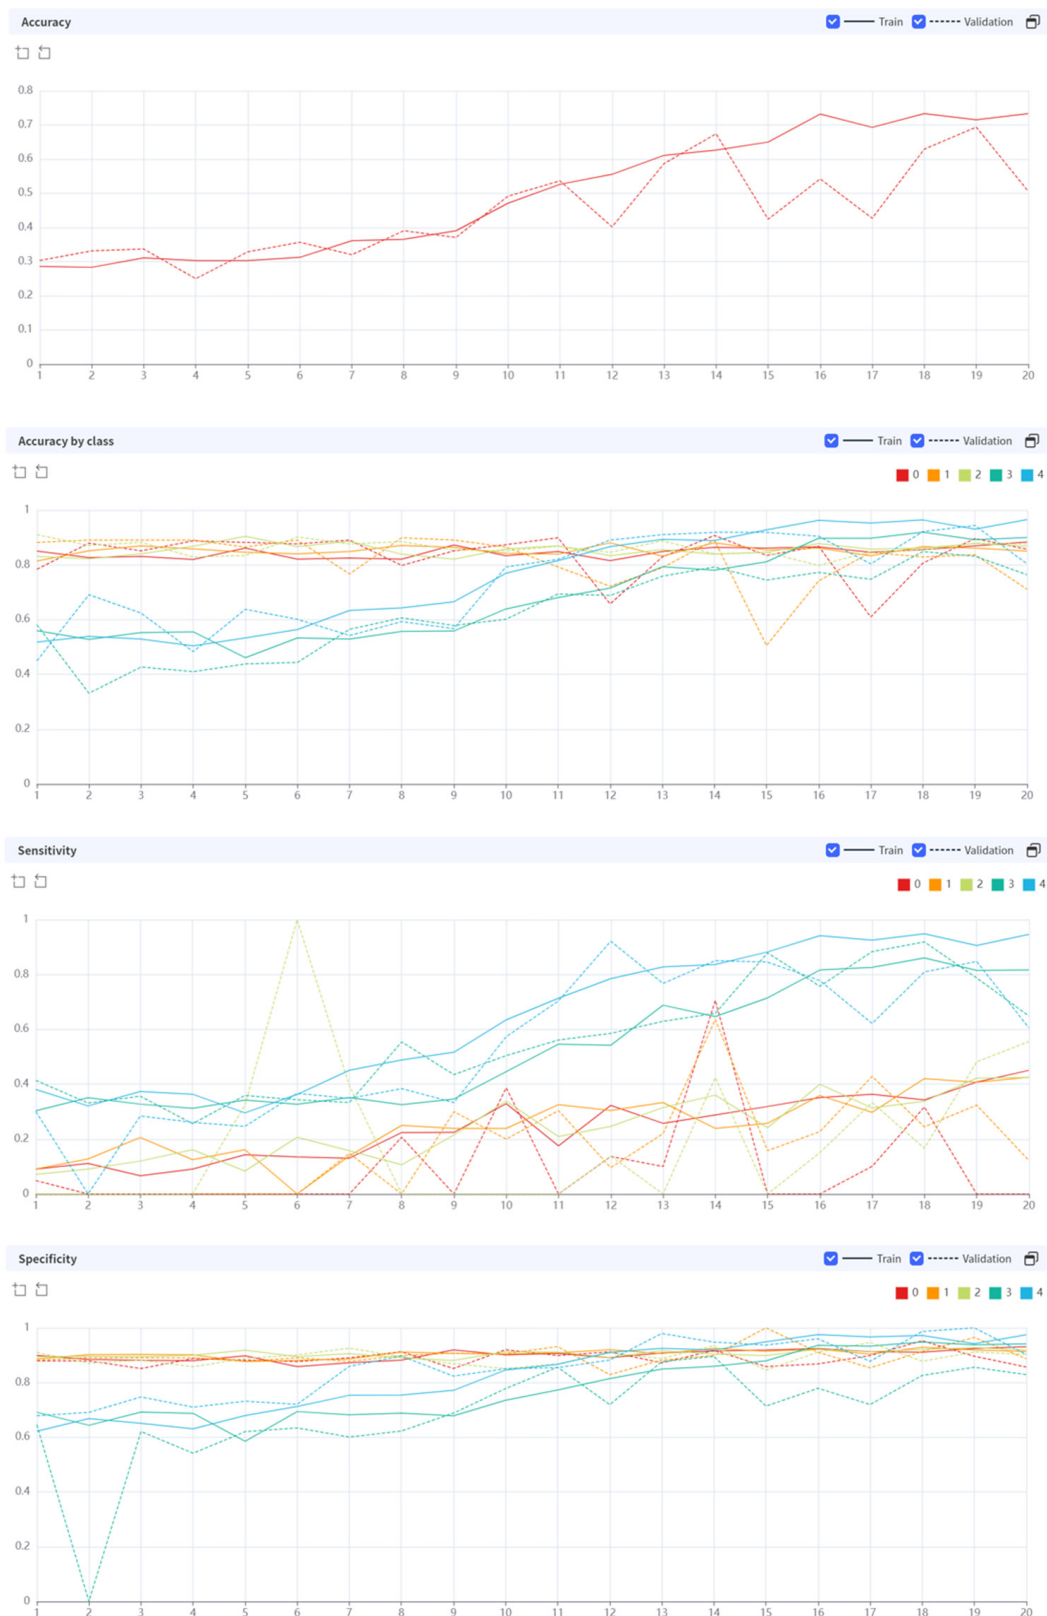 Accuracy Train Validation
0.8
0.7
0.6
0.5
0.4
0.3
0.2
0.1
0
1 2 3 4 5 6 7 8 9 10 11 12 13 14 15 16 17 18 19 20
Accuracy by class Train Validation
0 1 2 3 4
1
0.8
0.6
0.4
0.2
0
1 2 3 4 5 6 7 8 9 10 11 12 13 14 15 16 17 18 19 20
Sensitivity Train Validation
0 1 2 3 4
1
0.8
0.6
0.4
0.2
0
1 2 3 4 5 6 7 8 9 10 11 12 13 14 15 16 17 18 19 20
Specificity Train Validation
0 1 2 3 4
1
0.8
0.6
0.4
0.2
0
1 2 3 4 5 6 7 8 9 10 11 12 13 14 15 16 17 18 19 20